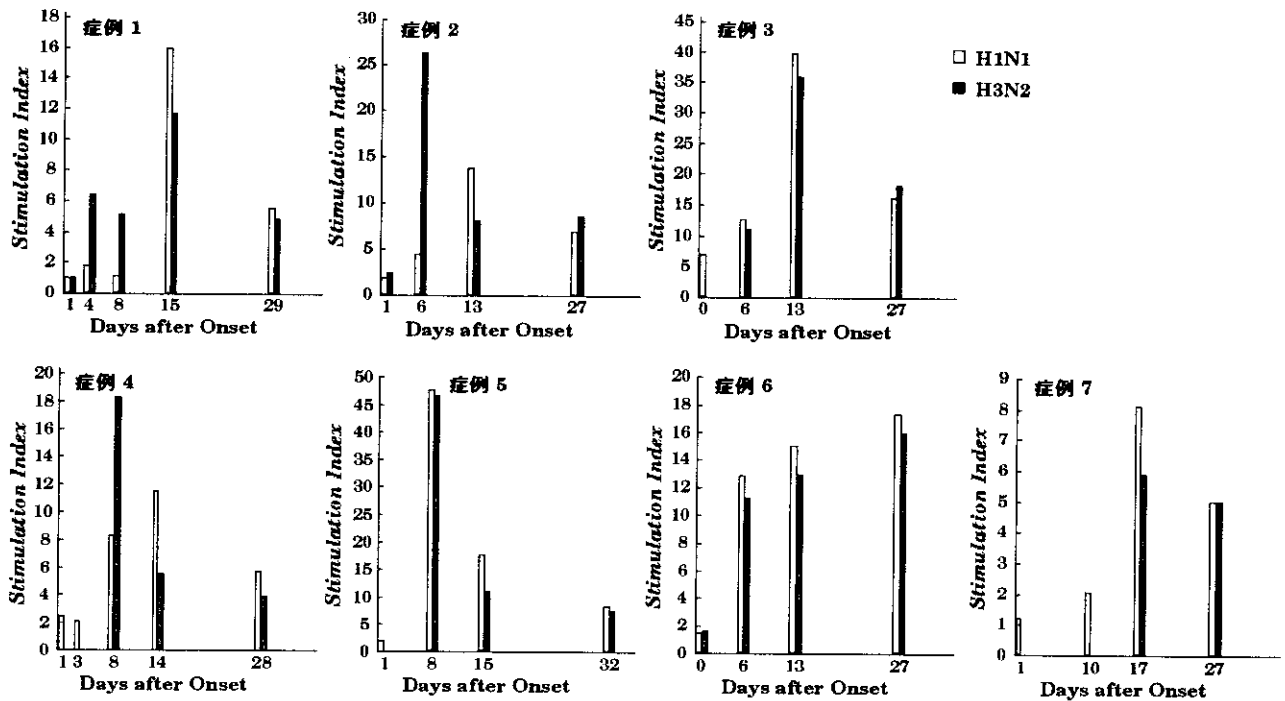 症例 1
Stimulation Index
18
16
14
12
10
8
6
4
2
0
1 4 8 15 29
Days after Onset
症例 2
Stimulation Index
30
25
20
15
10
5
0
1 6 13 27
Days after Onset
症例 3
Stimulation Index
45
40
35
30
25
20
15
10
5
0
0 6 13 27
Days after Onset
H1N1
H3N2
症例 4
Stimulation Index
20
18
16
14
12
10
8
6
4
2
0
1 3 8 14 28
Days after Onset
症例 5
Stimulation Index
50
45
40
35
30
25
20
15
10
5
0
1 8 15 32
Days after Onset
症例 6
Stimulation Index
20
18
16
14
12
10
8
6
4
2
0
0 6 13 27
Days after Onset
症例 7
Stimulation Index
9
8
7
6
5
4
3
2
1
0
1 10 17 27
Days after Onset